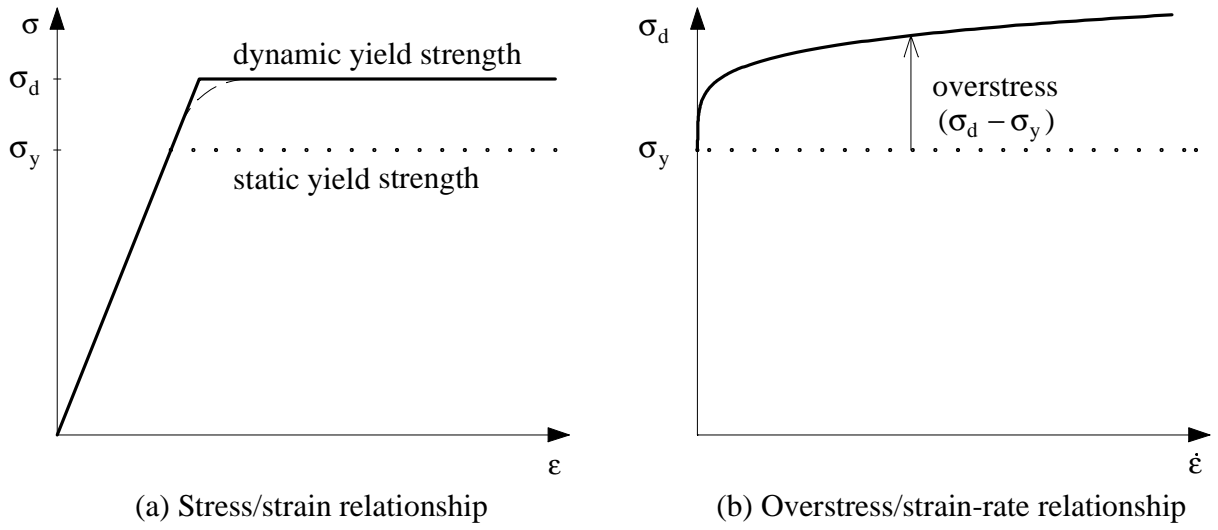 σ
dynamic yield strength
σd
σy
static yield strength
ε
(a) Stress/strain relationship
σd
overstress
(σd − σy)
σy
ε̇
(b) Overstress/strain-rate relationship